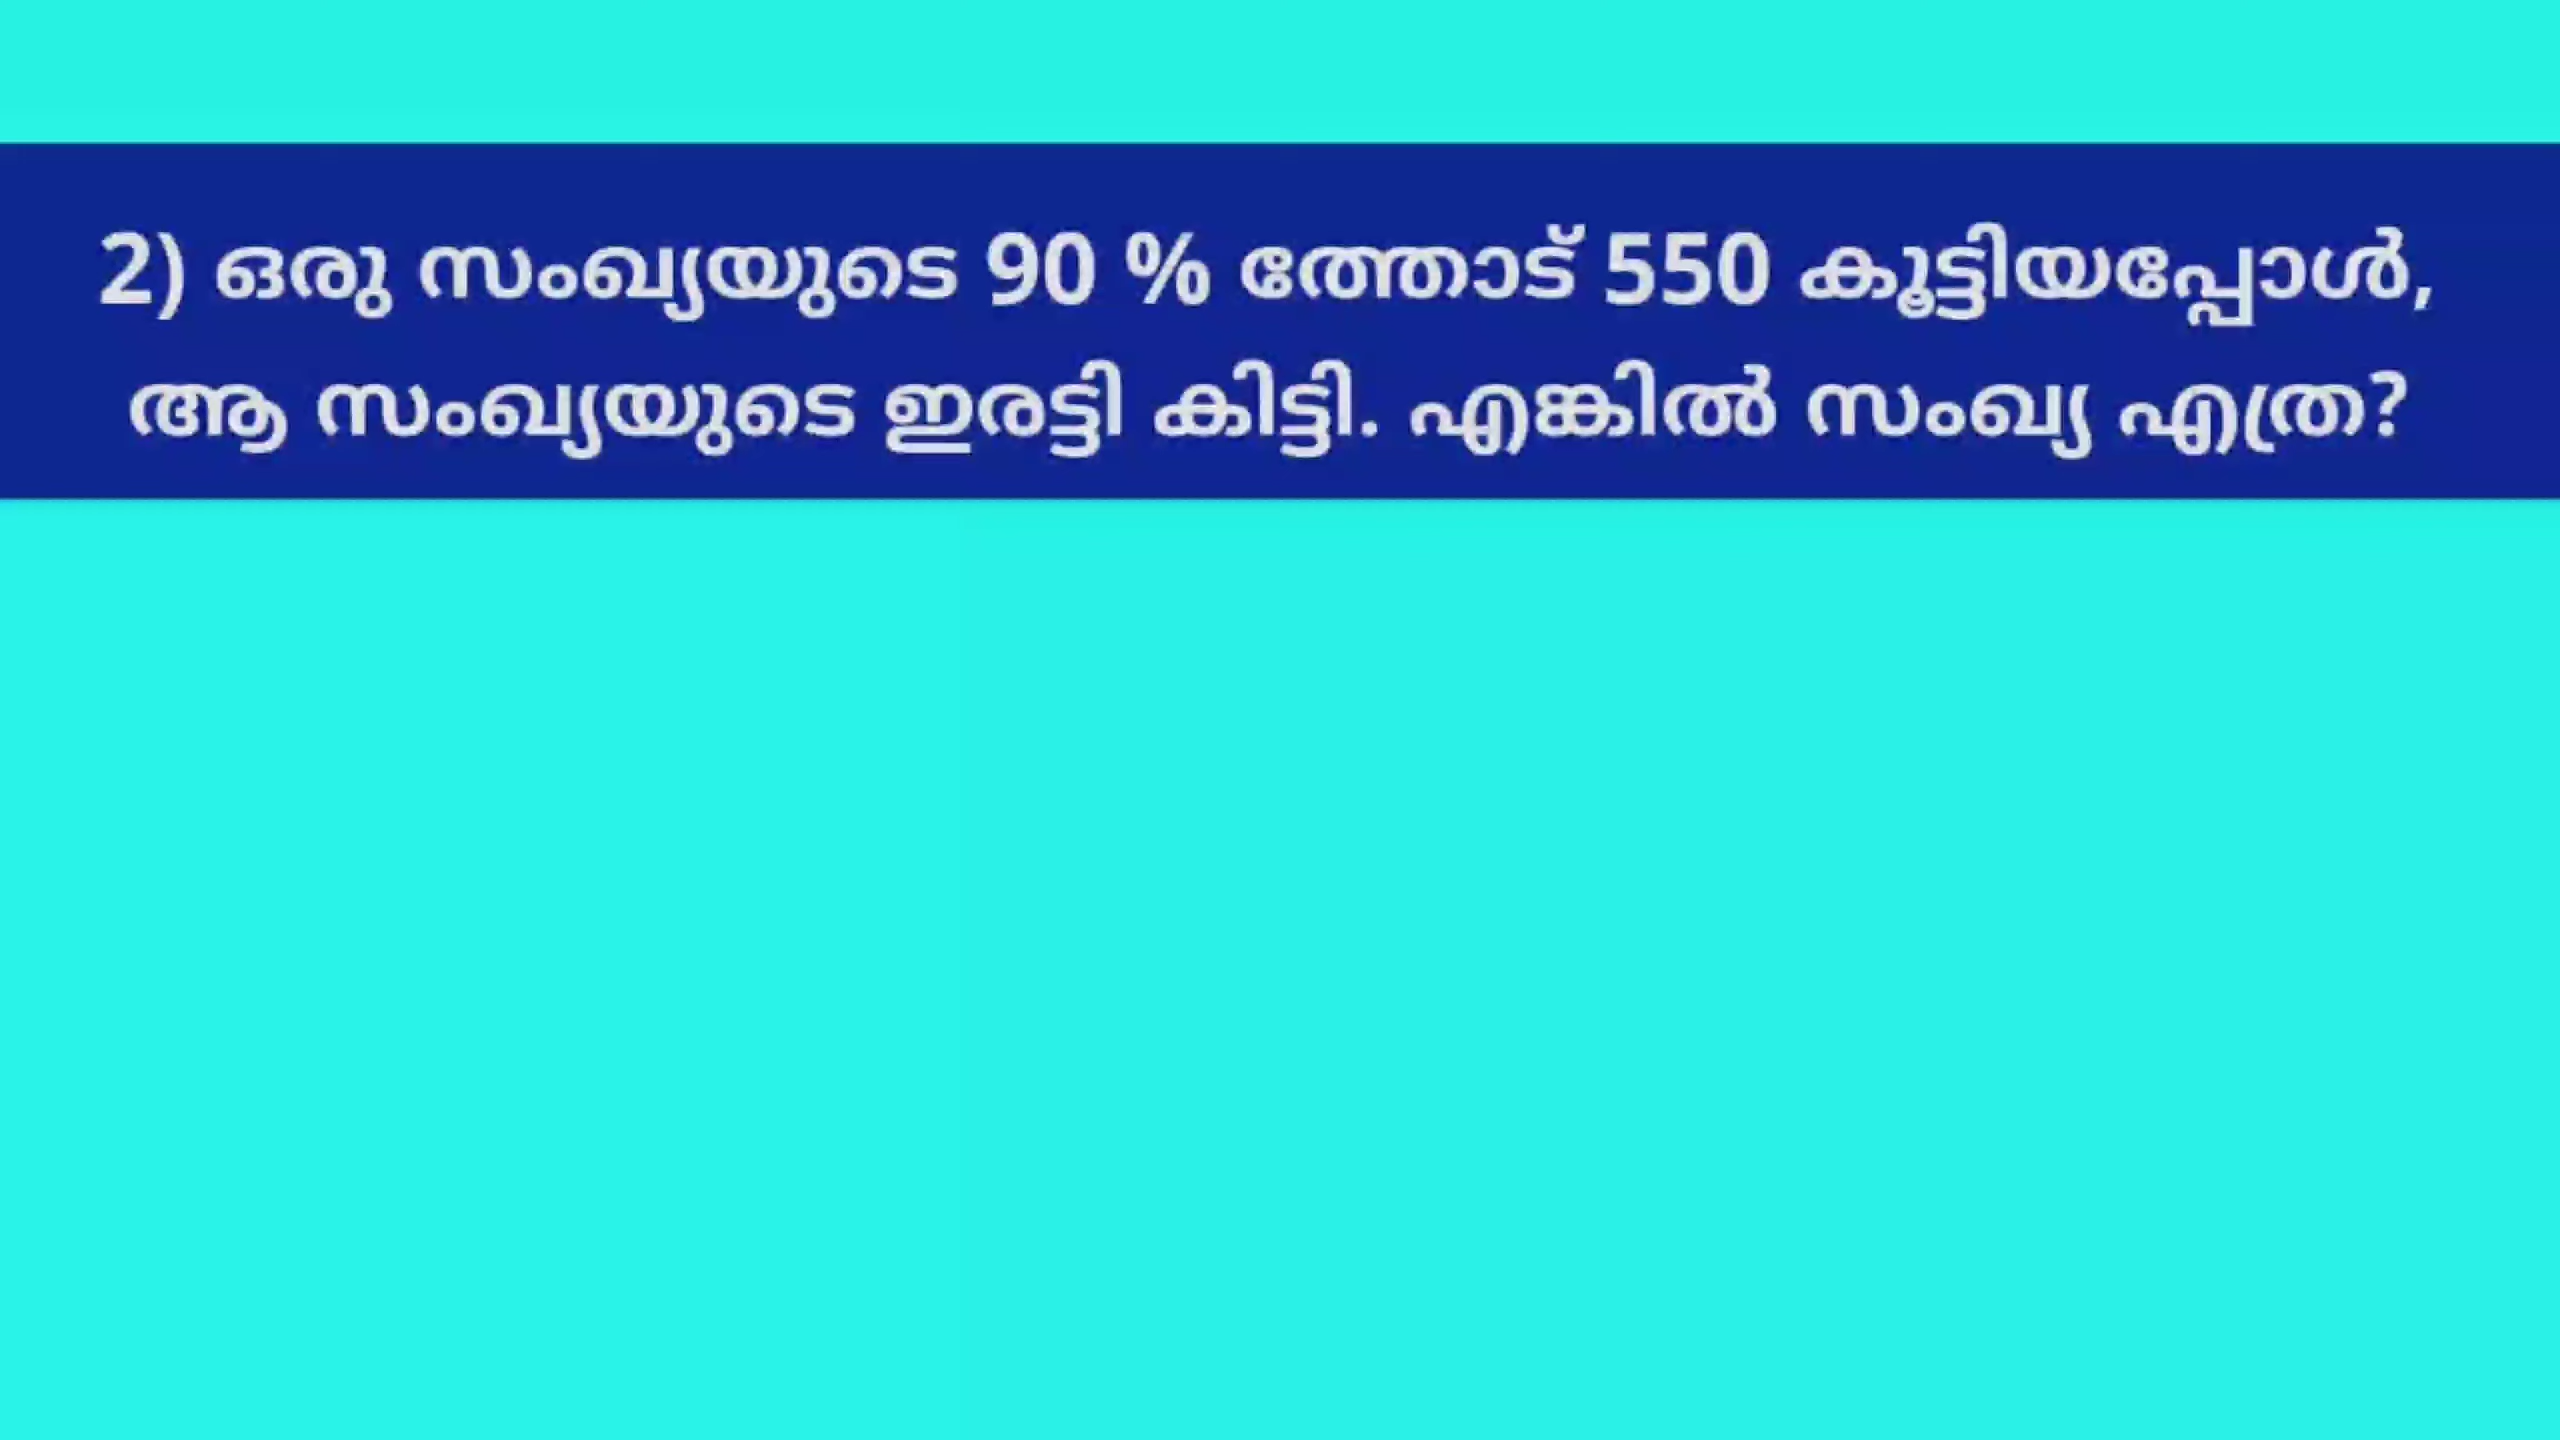 2) ഒരു സംഖ്യയുടെ 90 % ത്തോട് 550 കൂട്ടിയപ്പോൾ,
ആ സംഖ്യയുടെ ഇരട്ടി കിട്ടി. എങ്കിൽ സംഖ്യ എത്ര?